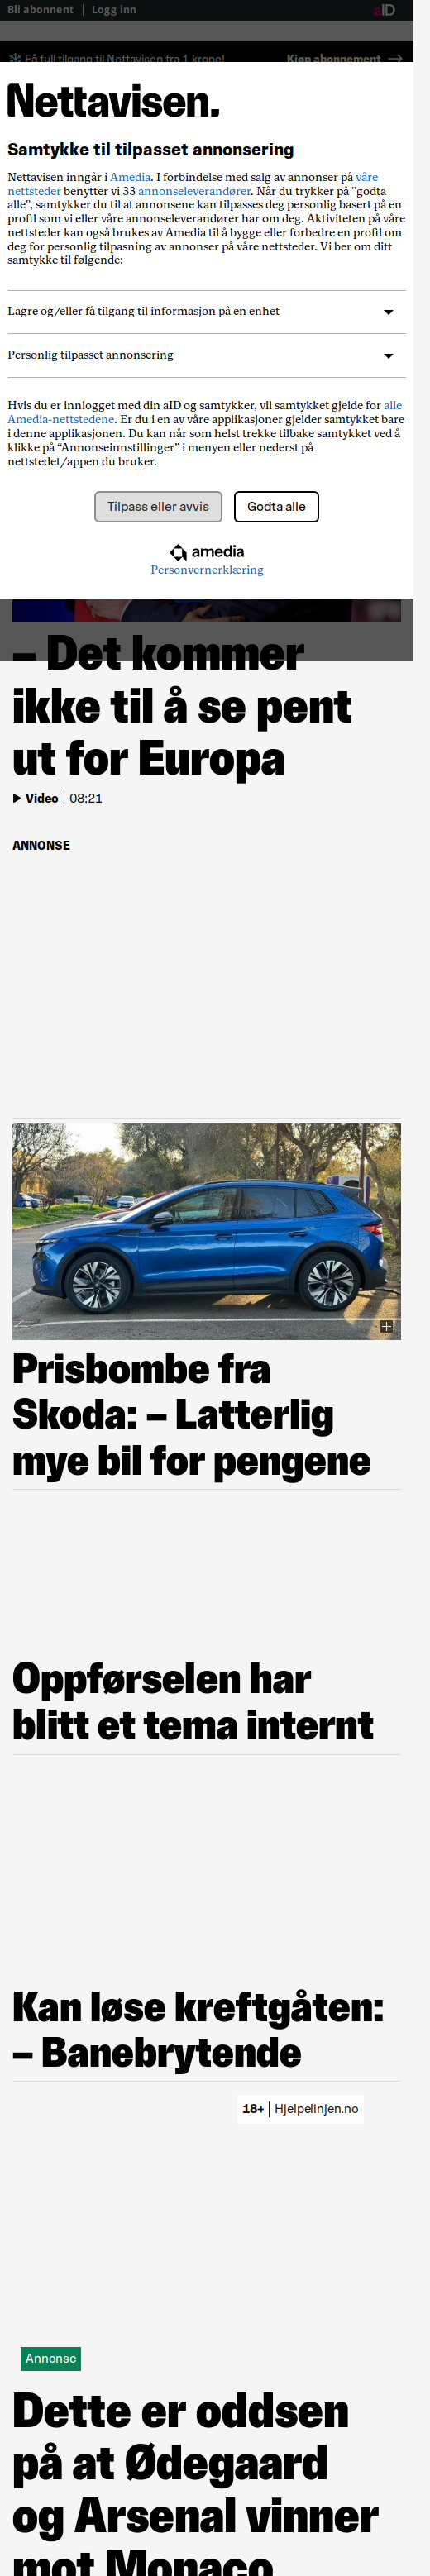 Bli abonnent | Logg inn
aID
Få full tilgang til Nettavisen fra 1 krone!
Kjøp abonnement →
Nettavisen.
Samtykke til tilpasset annonsering
Nettavisen inngår i Amedia. I forbindelse med salg av annonser på våre
nettsteder benytter vi 33 annonseleverandører. Når du trykker på "godta
alle", samtykker du til at annonsene kan tilpasses deg personlig basert på en
profil som vi eller våre annonseleverandører har om deg. Aktiviteten på våre
nettsteder kan også brukes av Amedia til å bygge eller forbedre en profil om
deg for personlig tilpasning av annonser på våre nettsteder. Vi ber om ditt
samtykke til følgende:
Lagre og/eller få tilgang til informasjon på en enhet
Personlig tilpasset annonsering
Hvis du er innlogget med din aID og samtykker, vil samtykket gjelde for alle
Amedia-nettstedene. Er du i en av våre applikasjoner gjelder samtykket bare
i denne applikasjonen. Du kan når som helst trekke tilbake samtykket ved å
klikke på “Annonseinnstillinger” i menyen eller nederst på
nettstedet/appen du bruker.
Tilpass eller avvis
Godta alle
amedia
Personvernerklæring
– Det kommer
ikke til å se pent
ut for Europa
Video | 08:21
ANNONSE
Prisbombe fra
Skoda: – Latterlig
mye bil for pengene
Oppførselen har
blitt et tema internt
Kan løse kreftgåten:
– Banebrytende
18+ | Hjelpelinjen.no
Annonse
Dette er oddsen
på at Ødegaard
og Arsenal vinner
mot Monaco